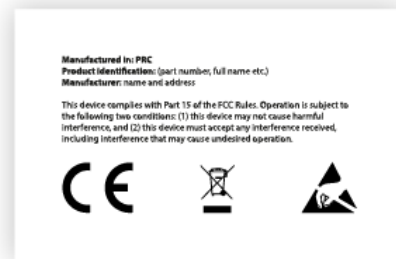 Manufactured in: PRC
Product identification: (part number, full name etc.)
Manufacturer: name and address
This device complies with Part 15 of the FCC Rules. Operation is subject to
the following two conditions: (1) this device may not cause harmful
interference, and (2) this device must accept any interference received,
including interference that may cause undesired operation.
CE